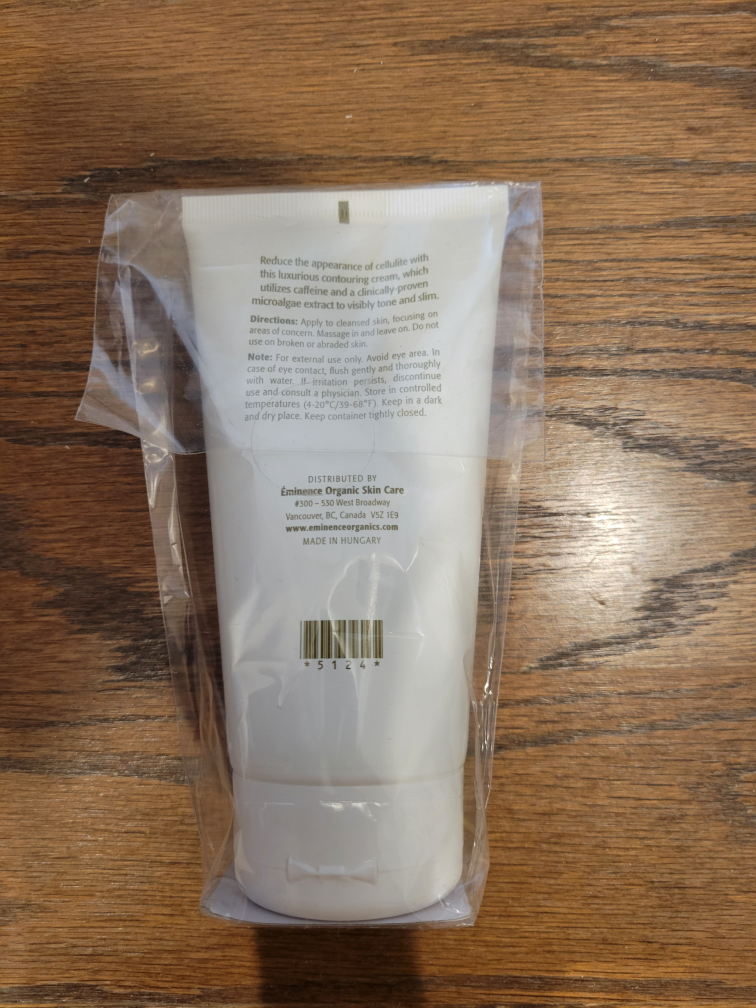 Reduce the appearance of cellulite with
this luxurious contouring cream, which
utilizes caffeine and a clinically-proven
microalgae extract to visibly tone and slim.
Directions: Apply to cleansed skin, focusing on
areas of concern. Massage in and leave on. Do not
use on broken or abraded skin.
Note: For external use only. Avoid eye area. In
case of eye contact, flush gently and thoroughly
with water. If irritation persists, discontinue
use and consult a physician. Store in controlled
temperatures (4-20°C/39-68°F). Keep in a dark
and dry place. Keep container tightly closed.
DISTRIBUTED BY
Éminence Organic Skin Care
#300 – 530 West Broadway
Vancouver, BC, Canada V5Z 1E9
www.eminenceorganics.com
MADE IN HUNGARY
*5124*